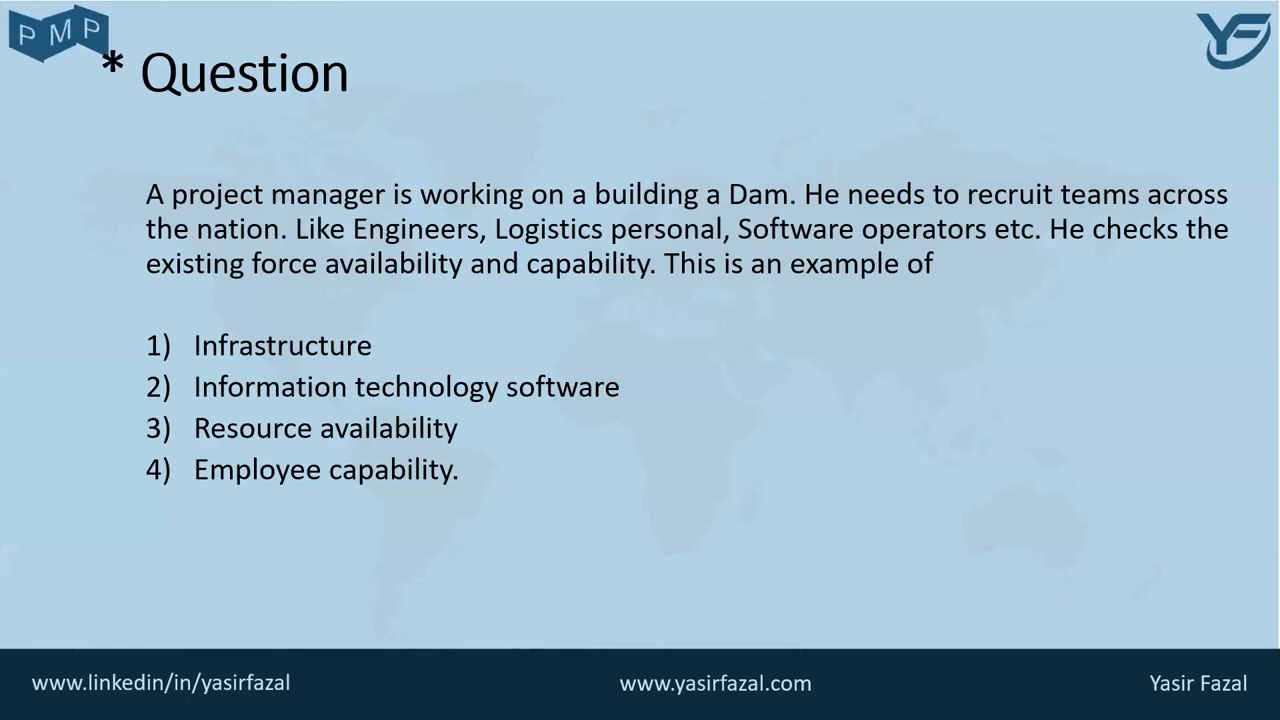 PMP
YF
* Question
A project manager is working on a building a Dam. He needs to recruit teams across
the nation. Like Engineers, Logistics personal, Software operators etc. He checks the
existing force availability and capability. This is an example of
1) Infrastructure
2) Information technology software
3) Resource availability
4) Employee capability.
www.linkedin/in/yasirfazal
www.yasirfazal.com
Yasir Fazal